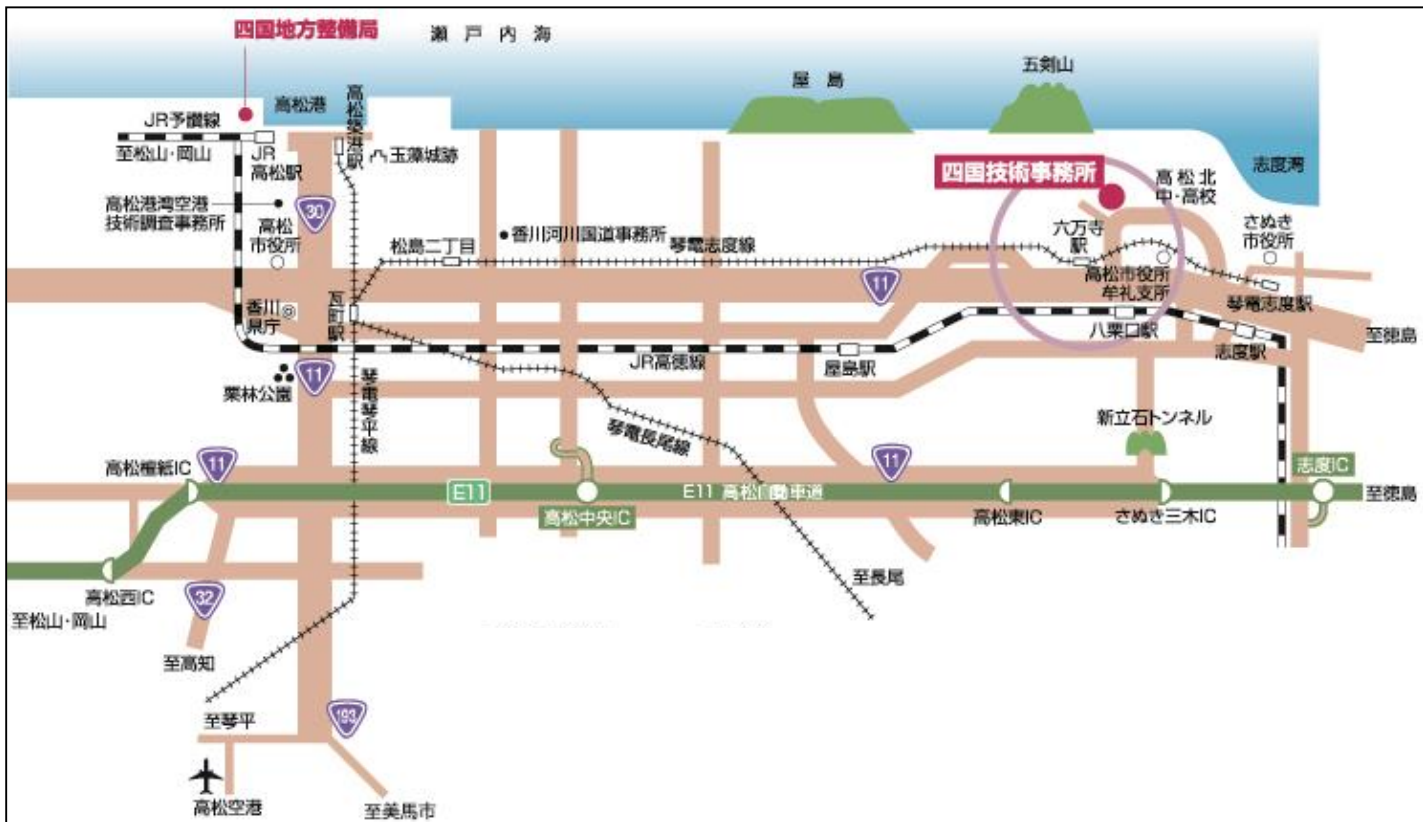 四国地方整備局
瀬戸内海
屋島
五剣山
高松港
高松築港駅
JR予讃線
至松山・岡山
JR
高松駅
玉藻城跡
四国技術事務所
高松北
中・高校
志度湾
高松港湾空港
技術調査事務所
高松
市役所
30
松島二丁目
香川河川国道事務所
琴電志度線
六万寺
駅
さぬき
市役所
11
高松市役所
牟礼支所
琴電志度駅
香川
県庁
瓦町駅
八栗口駅
志度駅
至徳島
JR高徳線
屋島駅
栗林公園
11
琴電琴平線
琴電長尾線
新立石トンネル
高松檀紙IC
11
11
志度IC
E11
E11 高松自動車道
至徳島
高松中央IC
高松東IC
さぬき三木IC
高松西IC
32
至長尾
至松山・岡山
至高知
至琴平
193
高松空港
至美馬市